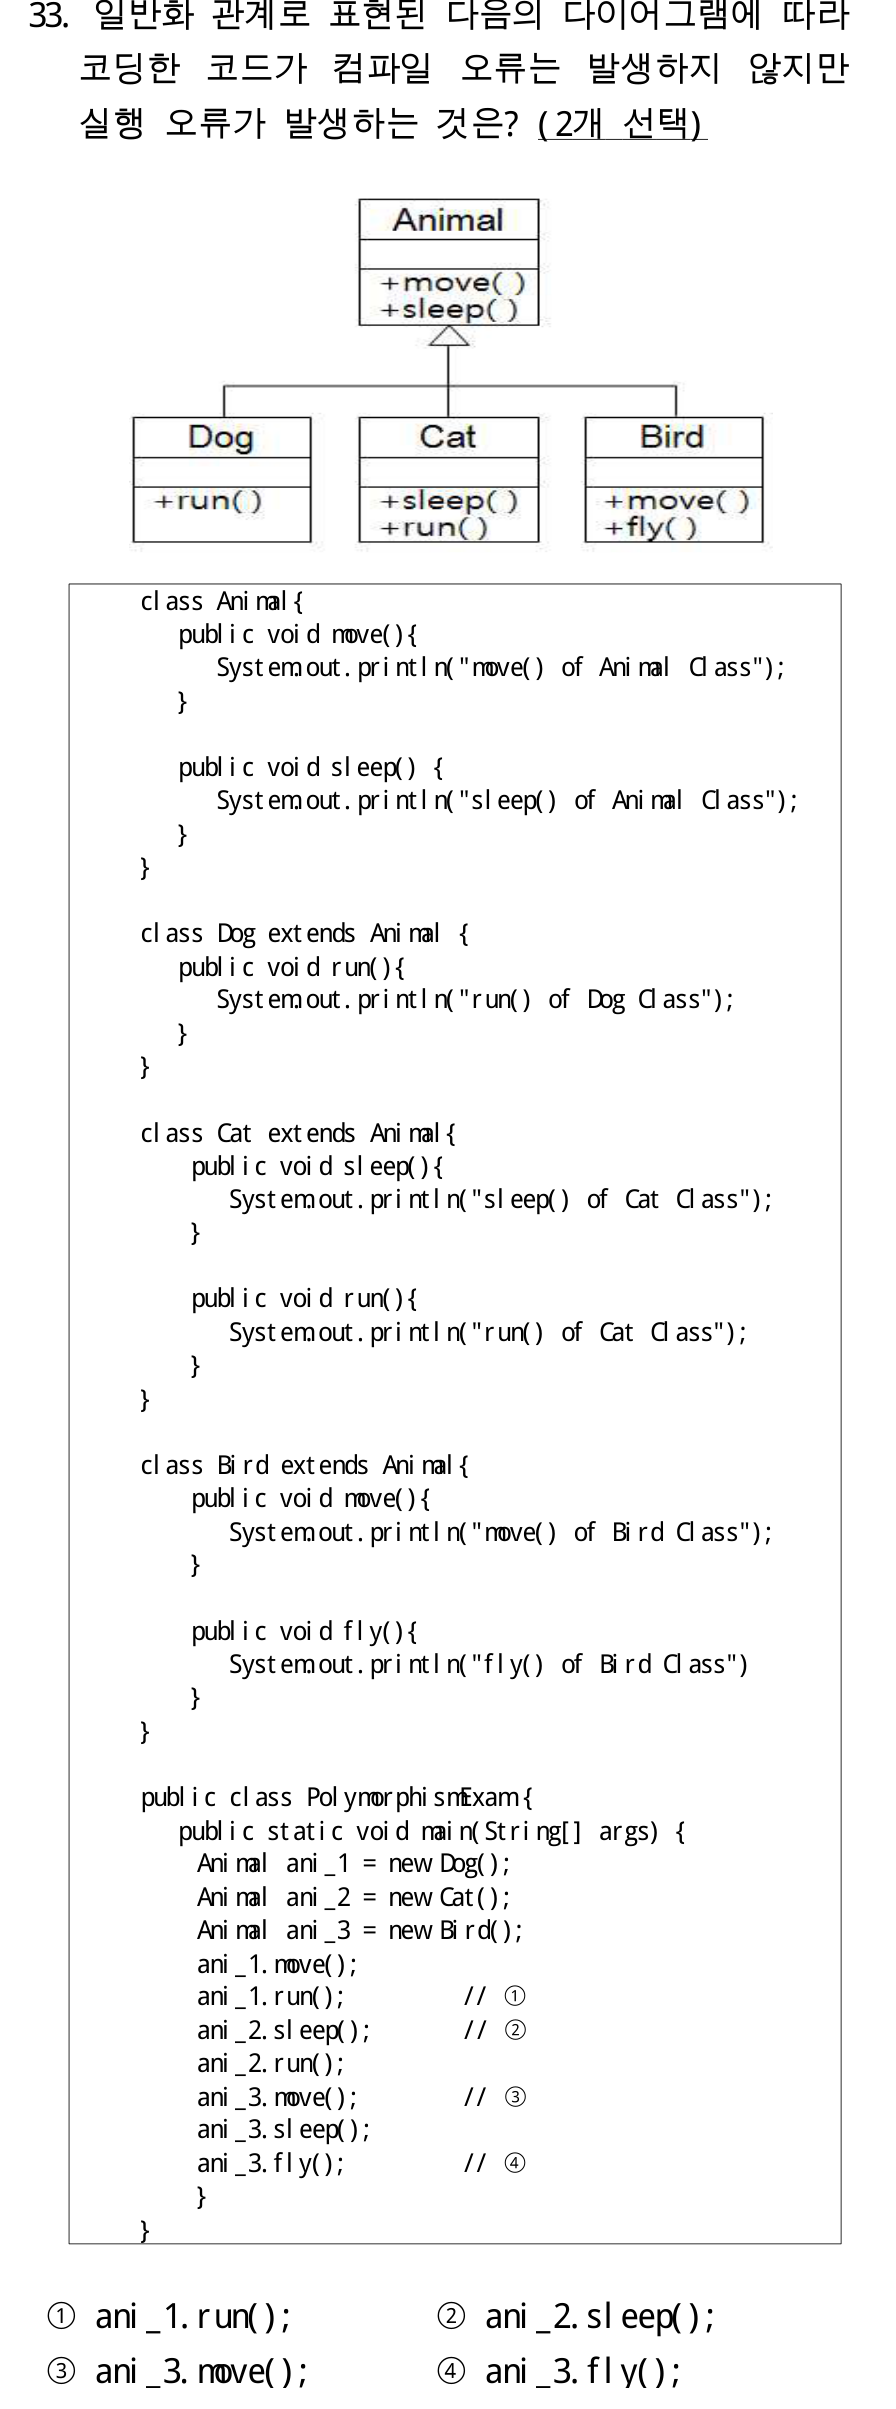 33. 일반화 관계로 표현된 다음의 다이어그램에 따라
코딩한 코드가 컴파일 오류는 발생하지 않지만
실행 오류가 발생하는 것은? (2개 선택)
Animal
+move( )
+sleep( )
Dog
+run( )
Cat
+sleep( )
+run( )
Bird
+move( )
+fly( )
class Animal{
public void move(){
System.out.println("move() of Animal Class");
}
public void sleep() {
System.out.println("sleep() of Animal Class");
}
}
class Dog extends Animal {
public void run(){
System.out.println("run() of Dog Class");
}
}
class Cat extends Animal{
public void sleep(){
System.out.println("sleep() of Cat Class");
}
public void run(){
System.out.println("run() of Cat Class");
}
}
class Bird extends Animal{
public void move(){
System.out.println("move() of Bird Class");
}
public void fly(){
System.out.println("fly() of Bird Class")
}
}
public class PolymorphismExam{
public static void main(String[] args) {
Animal ani_1 = new Dog();
Animal ani_2 = new Cat();
Animal ani_3 = new Bird();
ani_1.move();
ani_1.run(); // ①
ani_2.sleep(); // ②
ani_2.run();
ani_3.move(); // ③
ani_3.sleep();
ani_3.fly(); // ④
}
}
① ani_1.run(); ② ani_2.sleep();
③ ani_3.move(); ④ ani_3.fly();